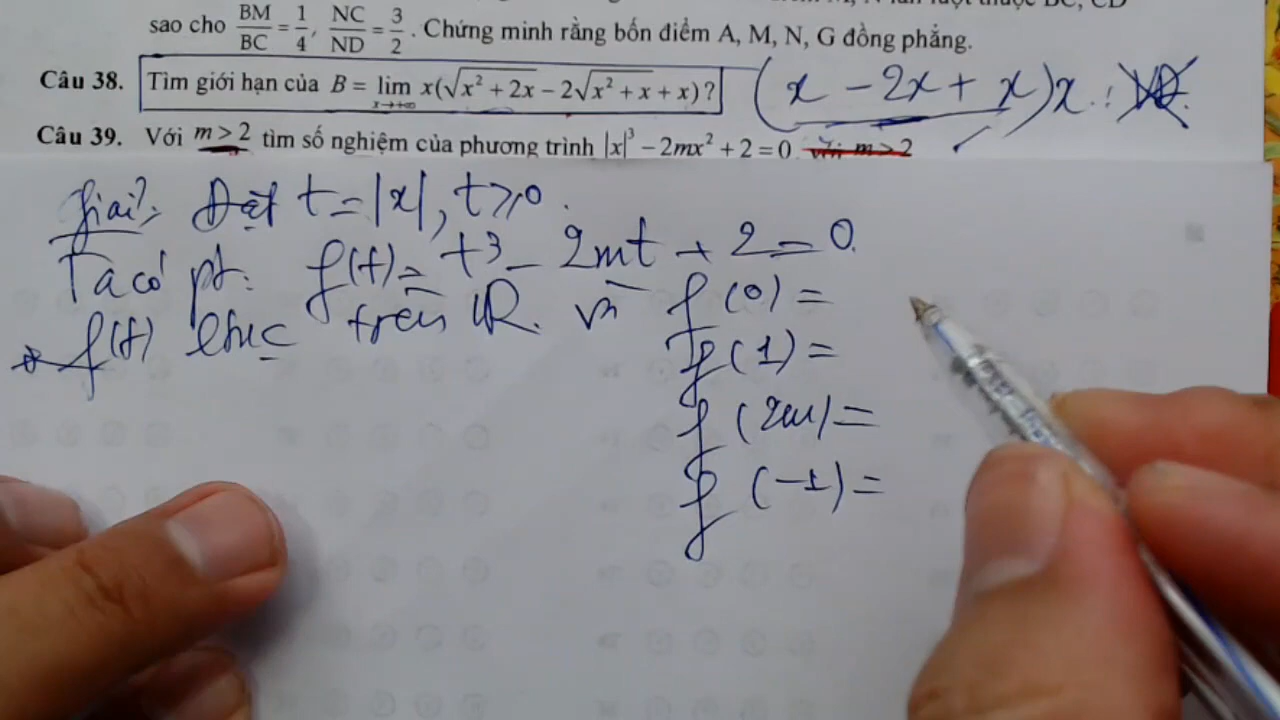 sao cho BM/BC = 1/4, NC/ND = 3/2. Chứng minh rằng bốn điểm A, M, N, G đồng phẳng.
Câu 38. Tìm giới hạn của B = lim x→+∞ x(√(x² + 2x) − 2√(x² + x) + x)? (x − 2x + x)x
Câu 39. Với m > 2 tìm số nghiệm của phương trình |x|³ − 2mx² + 2 = 0 với m > 2
Giải: Đặt t = |x|, t ≥ 0.
Ta có pt: f(t) = t³ − 2mt + 2 = 0.
* f(t) liên tục trên ℝ. và f(0) =
f(1) =
f(2m) =
f(−1) =